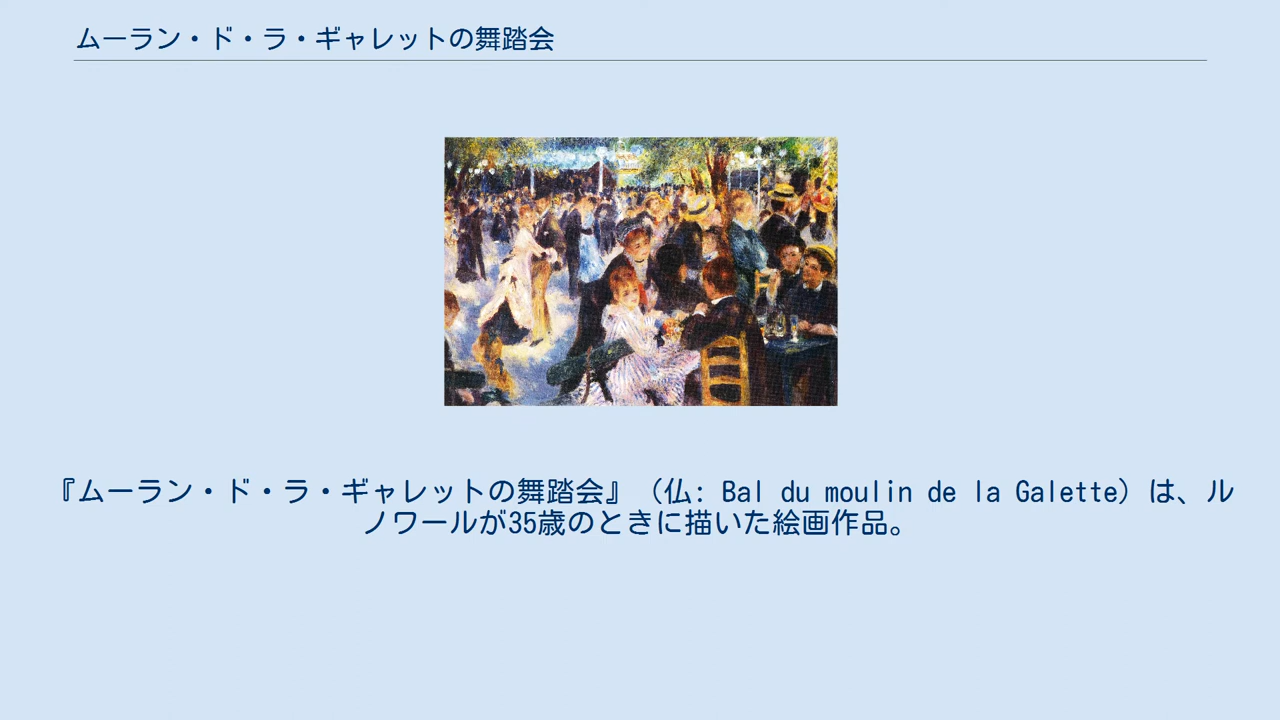 ムーラン・ド・ラ・ギャレットの舞踏会
『ムーラン・ド・ラ・ギャレットの舞踏会』（仏: Bal du moulin de la Galette）は、ル
ノワールが35歳のときに描いた絵画作品。